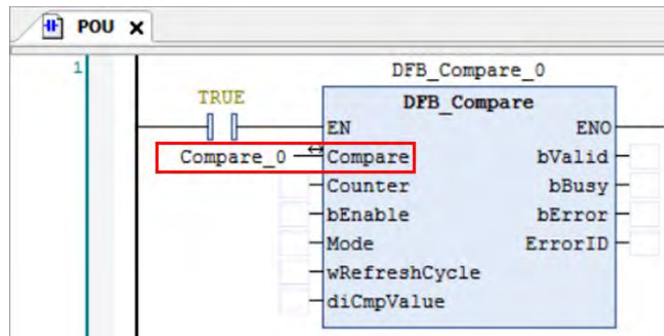 POU X
1
DFB_Compare_0
TRUE
DFB_Compare
EN ENO
Compare_0 Compare bValid
Counter bBusy
bEnable bError
Mode ErrorID
wRefreshCycle
diCmpValue